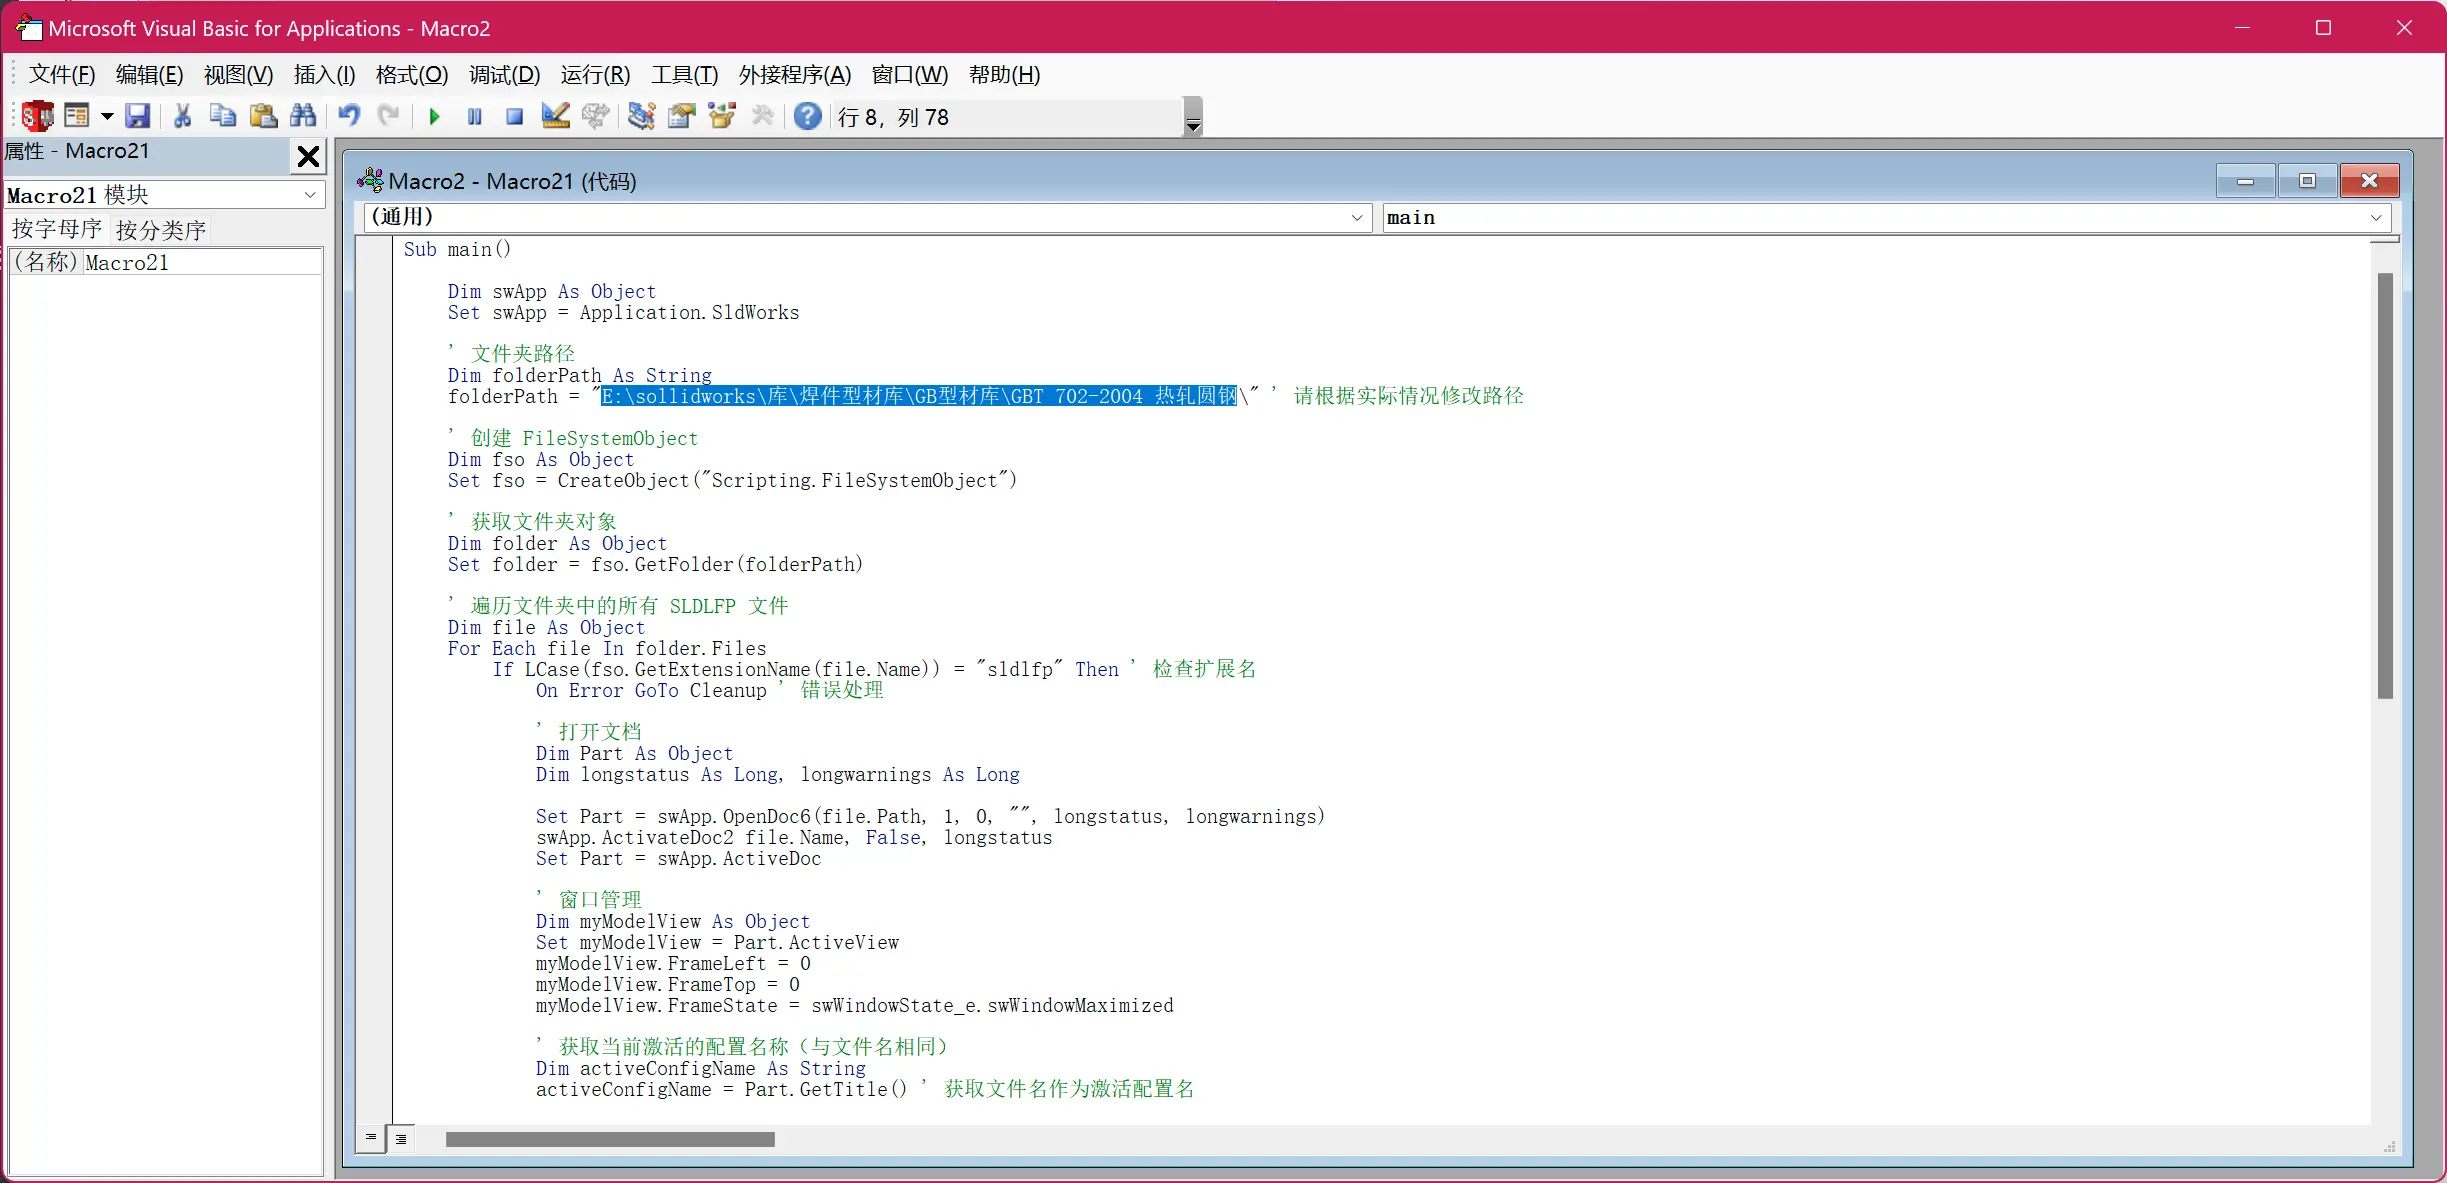 Microsoft Visual Basic for Applications - Macro2
文件(F) 编辑(E) 视图(V) 插入(I) 格式(O) 调试(D) 运行(R) 工具(T) 外接程序(A) 窗口(W) 帮助(H)
行 8，列 78
属性 - Macro21
Macro21 模块
按字母序 按分类序
(名称) Macro21
Macro2 - Macro21 (代码)
(通用) main
Sub main()
Dim swApp As Object
Set swApp = Application.SldWorks
' 文件夹路径
Dim folderPath As String
folderPath = "E:\sollidworks\库\焊件型材库\GB型材库\GBT 702-2004 热轧圆钢\" ' 请根据实际情况修改路径
' 创建 FileSystemObject
Dim fso As Object
Set fso = CreateObject("Scripting.FileSystemObject")
' 获取文件夹对象
Dim folder As Object
Set folder = fso.GetFolder(folderPath)
' 遍历文件夹中的所有 SLDLFP 文件
Dim file As Object
For Each file In folder.Files
If LCase(fso.GetExtensionName(file.Name)) = "sldlfp" Then ' 检查扩展名
On Error GoTo Cleanup ' 错误处理
' 打开文档
Dim Part As Object
Dim longstatus As Long, longwarnings As Long
Set Part = swApp.OpenDoc6(file.Path, 1, 0, "", longstatus, longwarnings)
swApp.ActivateDoc2 file.Name, False, longstatus
Set Part = swApp.ActiveDoc
' 窗口管理
Dim myModelView As Object
Set myModelView = Part.ActiveView
myModelView.FrameLeft = 0
myModelView.FrameTop = 0
myModelView.FrameState = swWindowState_e.swWindowMaximized
' 获取当前激活的配置名称（与文件名相同）
Dim activeConfigName As String
activeConfigName = Part.GetTitle() ' 获取文件名作为激活配置名